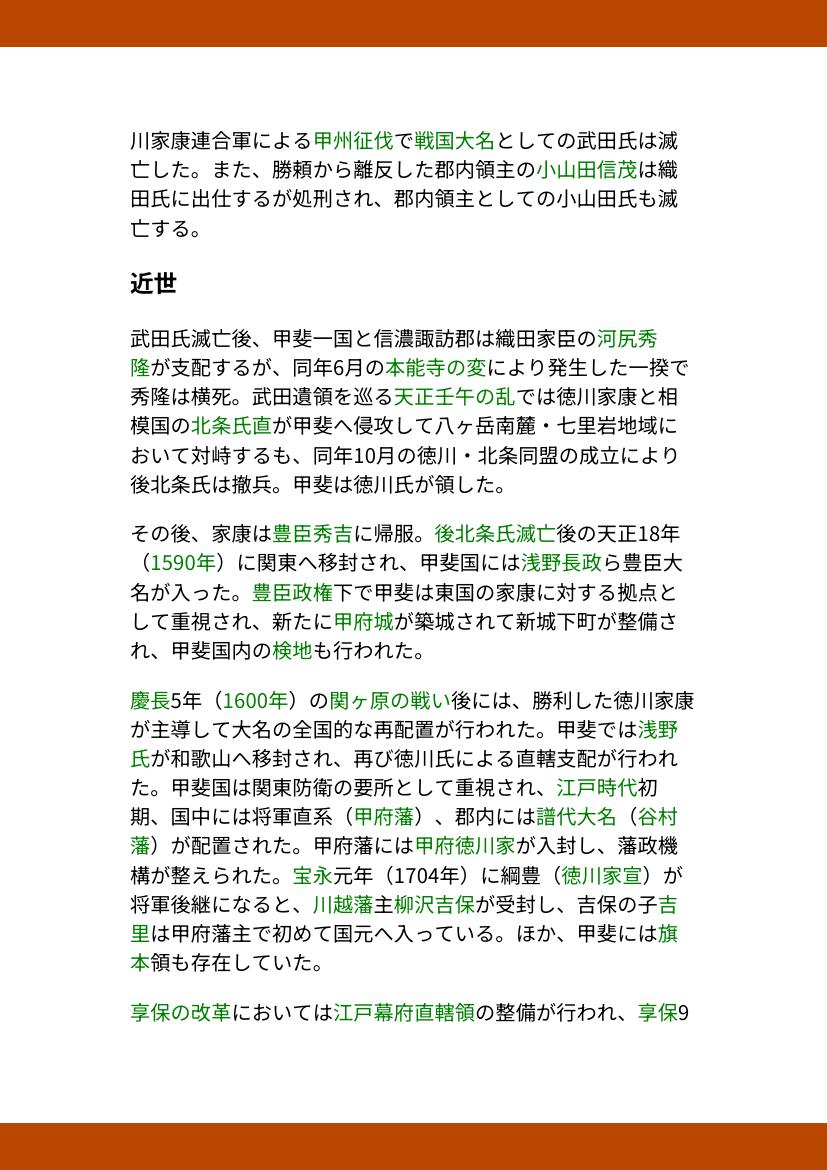 川家康連合軍による甲州征伐で戦国大名としての武田氏は滅
亡した。また、勝頼から離反した郡内領主の小山田信茂は織
田氏に出仕するが処刑され、郡内領主としての小山田氏も滅
亡する。
近世
武田氏滅亡後、甲斐一国と信濃諏訪郡は織田家臣の河尻秀
隆が支配するが、同年6月の本能寺の変により発生した一揆で
秀隆は横死。武田遺領を巡る天正壬午の乱では徳川家康と相
模国の北条氏直が甲斐へ侵攻して八ヶ岳南麓・七里岩地域に
おいて対峙するも、同年10月の徳川・北条同盟の成立により
後北条氏は撤兵。甲斐は徳川氏が領した。
その後、家康は豊臣秀吉に帰服。後北条氏滅亡後の天正18年
（1590年）に関東へ移封され、甲斐国には浅野長政ら豊臣大
名が入った。豊臣政権下で甲斐は東国の家康に対する拠点と
して重視され、新たに甲府城が築城されて新城下町が整備さ
れ、甲斐国内の検地も行われた。
慶長5年（1600年）の関ヶ原の戦い後には、勝利した徳川家康
が主導して大名の全国的な再配置が行われた。甲斐では浅野
氏が和歌山へ移封され、再び徳川氏による直轄支配が行われ
た。甲斐国は関東防衛の要所として重視され、江戸時代初
期、国中には将軍直系（甲府藩）、郡内には譜代大名（谷村
藩）が配置された。甲府藩には甲府徳川家が入封し、藩政機
構が整えられた。宝永元年（1704年）に綱豊（徳川家宣）が
将軍後継になると、川越藩主柳沢吉保が受封し、吉保の子吉
里は甲府藩主で初めて国元へ入っている。ほか、甲斐には旗
本領も存在していた。
享保の改革においては江戸幕府直轄領の整備が行われ、享保9